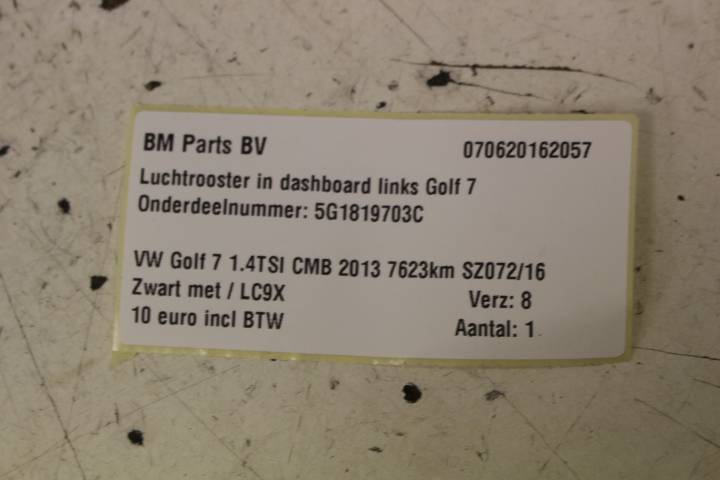 BM Parts BV 070620162057
Luchtrooster in dashboard links Golf 7
Onderdeelnummer: 5G1819703C
VW Golf 7 1.4TSI CMB 2013 7623km SZ072/16
Zwart met / LC9X Verz: 8
10 euro incl BTW Aantal: 1